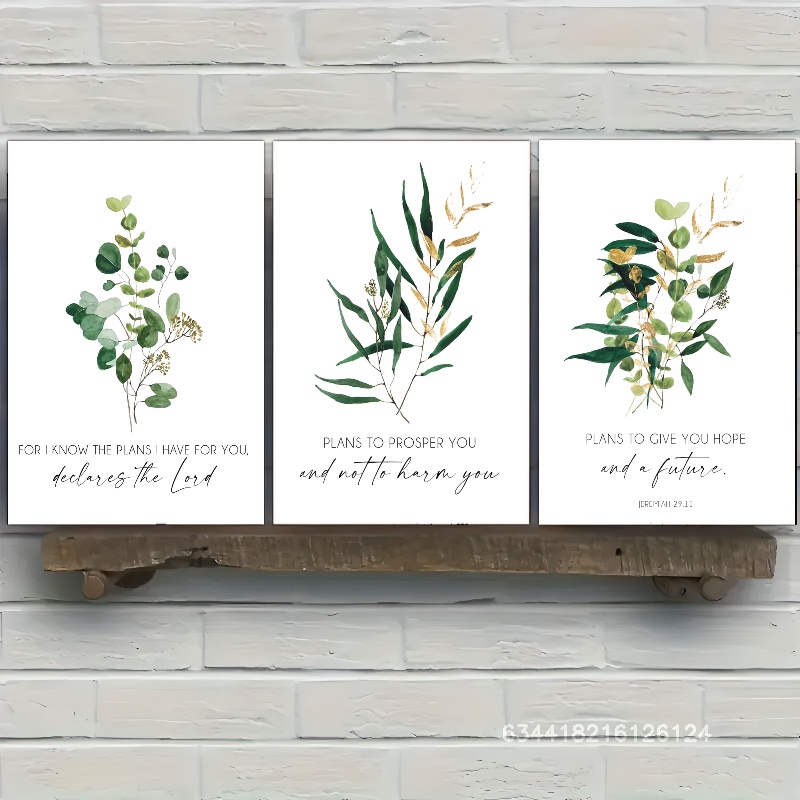 FOR I KNOW THE PLANS I HAVE FOR YOU,
declares the Lord
PLANS TO PROSPER YOU
and not to harm you
PLANS TO GIVE YOU HOPE
and a future.
JEREMIAH 29:11
634418216126124